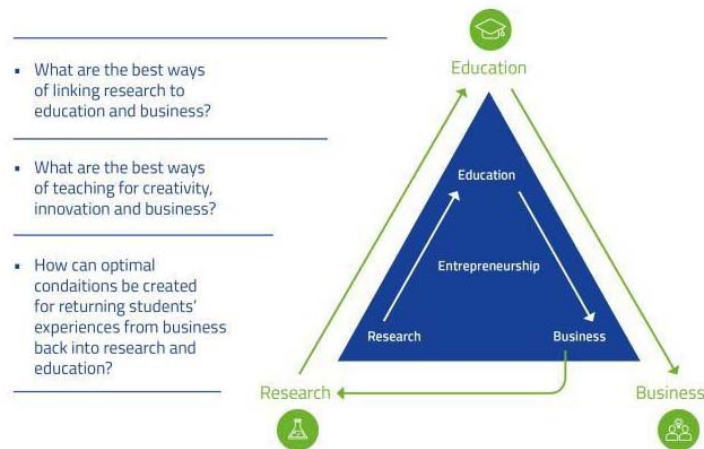 ▪ What are the best ways
of linking research to
education and business?
▪ What are the best ways
of teaching for creativity,
innovation and business?
▪ How can optimal
condaitions be created
for returning students’
experiences from business
back into research and
education?
Education
Education
Entrepreneurship
Research
Business
Research
Business